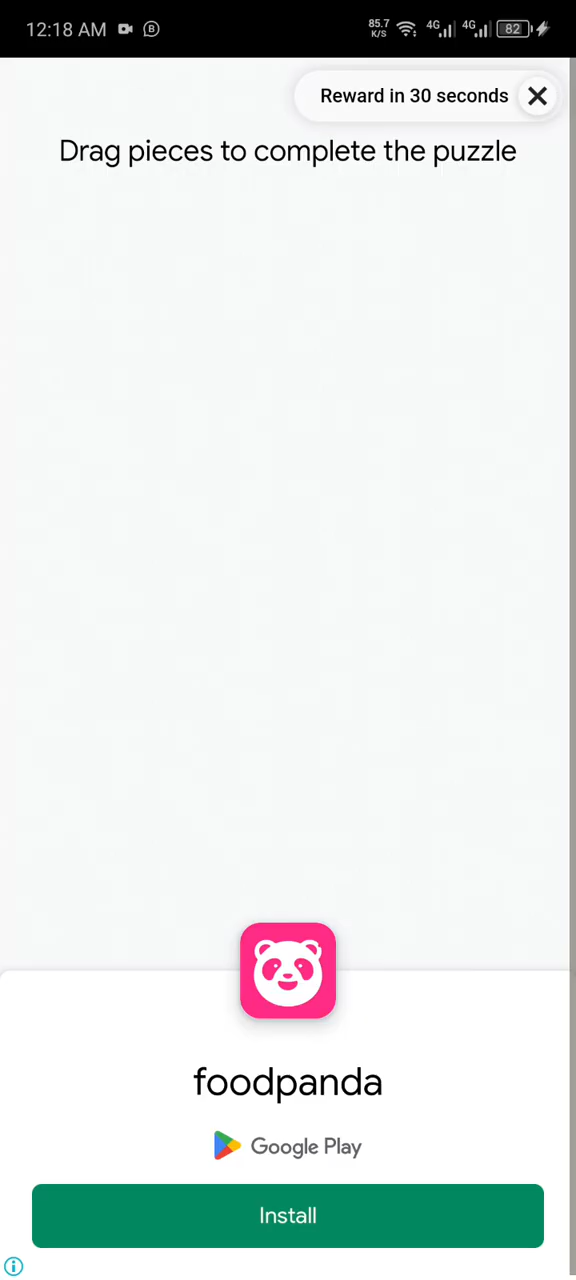 12:18 AM B 85.7 K/S 4G 4G 82
Reward in 30 seconds
Drag pieces to complete the puzzle
foodpanda
Google Play
Install